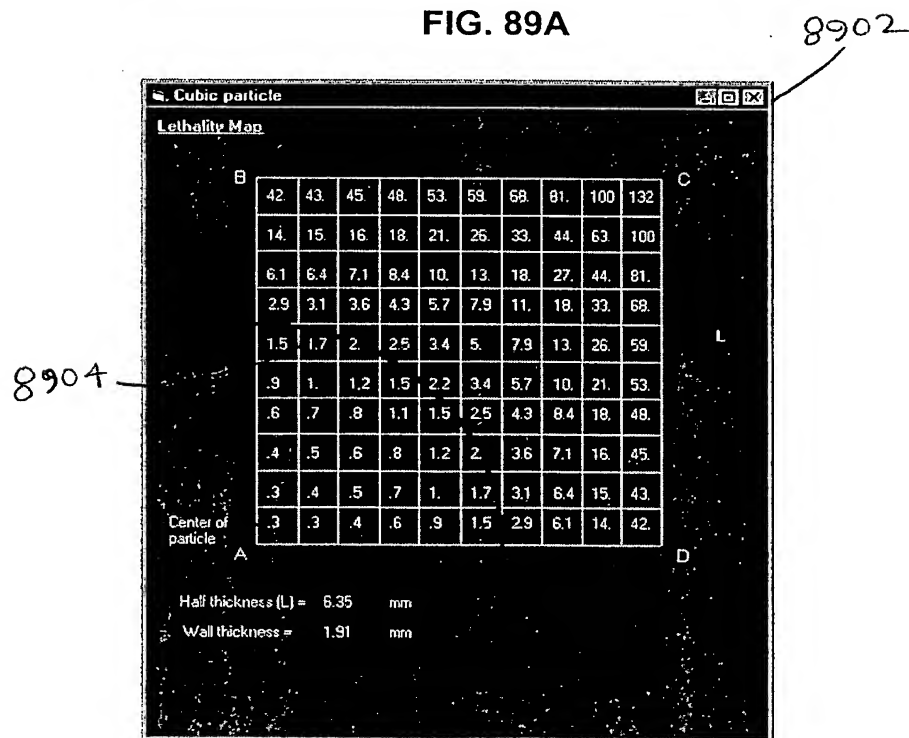 FIG. 89A
8902
Cubic particle
Lethality Map
B
C
42. 43. 45. 48. 53. 59. 68. 81. 100 132
14. 15. 16. 18. 21. 26. 33. 44. 63. 100
6.1 6.4 7.1 8.4 10. 13. 18. 27. 44. 81.
2.9 3.1 3.6 4.3 5.7 7.9 11. 18. 33. 68.
1.5 1.7 2. 2.5 3.4 5. 7.9 13. 26. 59.
L
8904
.9 1. 1.2 1.5 2.2 3.4 5.7 10. 21. 53.
.6 .7 .8 1.1 1.5 2.5 4.3 8.4 18. 48.
.4 .5 .6 .8 1.2 2. 3.6 7.1 16. 45.
.3 .4 .5 .7 1. 1.7 3.1 6.4 15. 43.
.3 .3 .4 .6 .9 1.5 2.9 6.1 14. 42.
Center of
particle
A
D
Half thickness (L) = 6.35 mm
Wall thickness = 1.91 mm